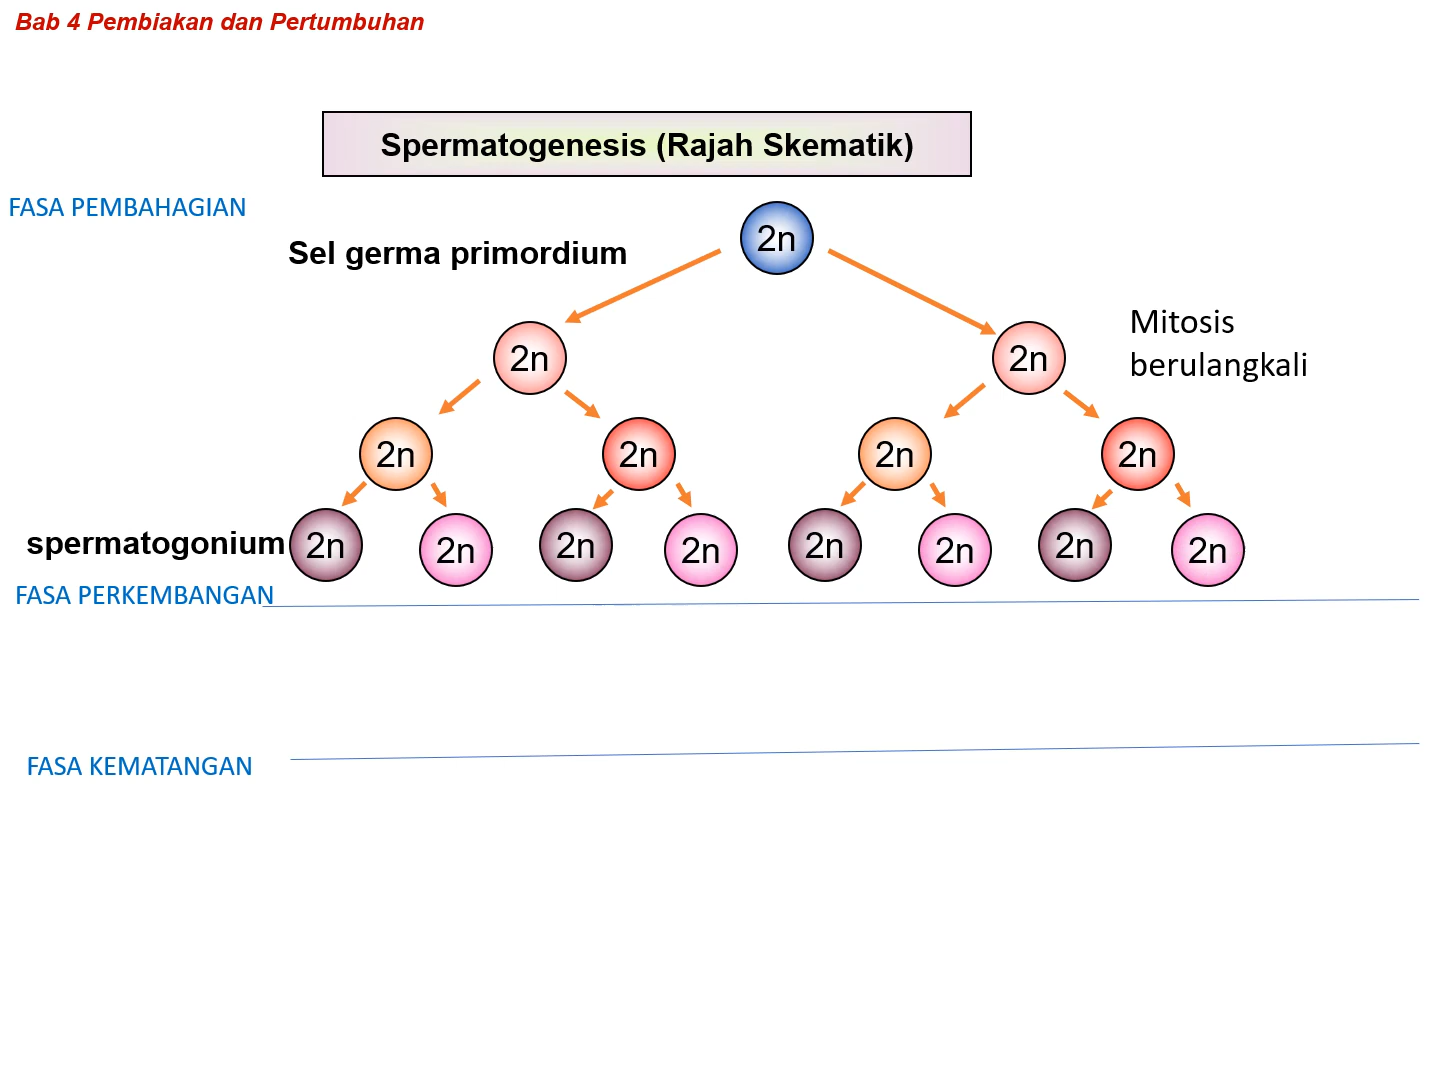 Bab 4 Pembiakan dan Pertumbuhan
Spermatogenesis (Rajah Skematik)
FASA PEMBAHAGIAN
2n
Sel germa primordium
Mitosis
berulangkali
2n 2n
2n 2n 2n 2n
spermatogonium 2n 2n 2n 2n 2n 2n 2n 2n
FASA PERKEMBANGAN
FASA KEMATANGAN